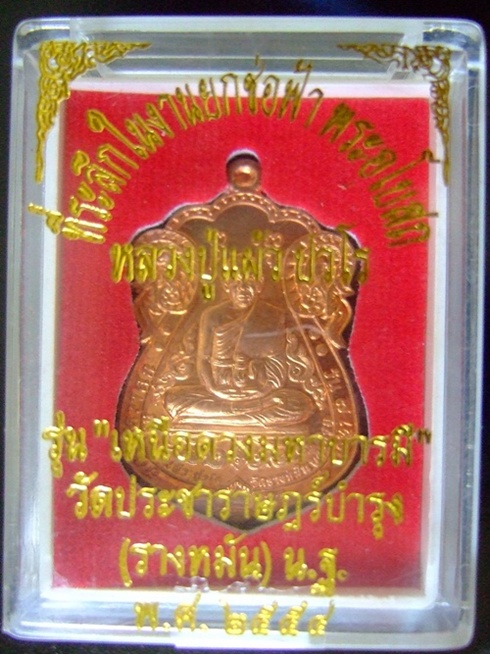 ที่ระลึกในงานยกช่อฟ้า พระอุโบสถ
หลวงปู่แผ้ว ปวโร
รุ่น "เหนือดวงมหาบารมี"
วัดประชาราษฎร์บำรุง
(รางหมัน) น.ฐ.
พ.ศ. ๒๕๕๔